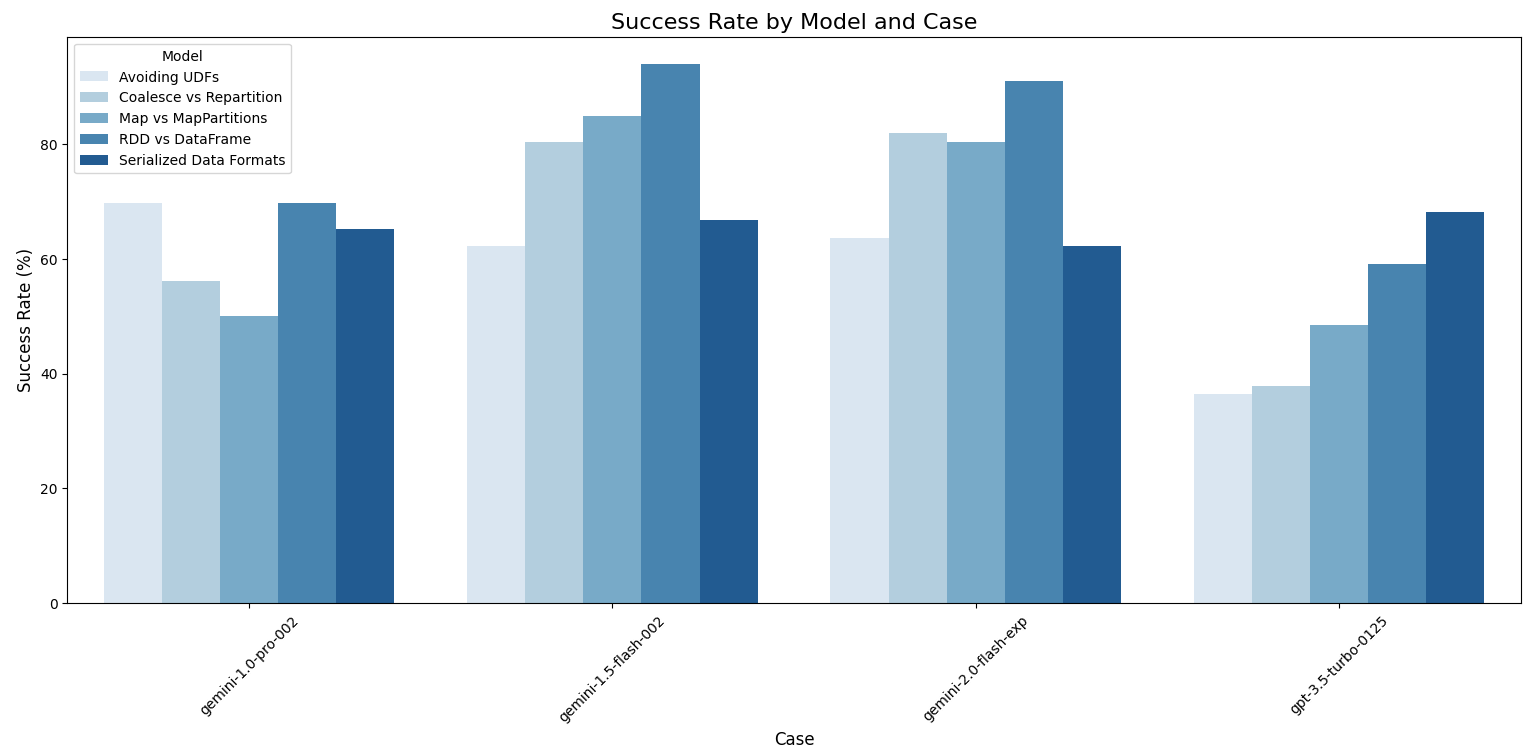 Success Rate by Model and Case
Model
Avoiding UDFs
Coalesce vs Repartition
Map vs MapPartitions
RDD vs DataFrame
Serialized Data Formats
Success Rate (%)
80
60
40
20
0
gemini-1.0-pro-002
gemini-1.5-flash-002
gemini-2.0-flash-exp
gpt-3.5-turbo-0125
Case